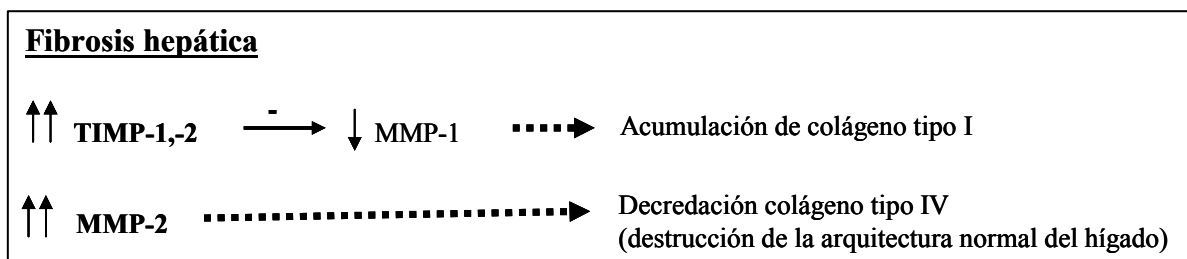 Fibrosis hepática
↑↑ TIMP-1,-2 - → ↓ MMP-1 Acumulación de colágeno tipo I
↑↑ MMP-2 Decredación colágeno tipo IV
(destrucción de la arquitectura normal del hígado)